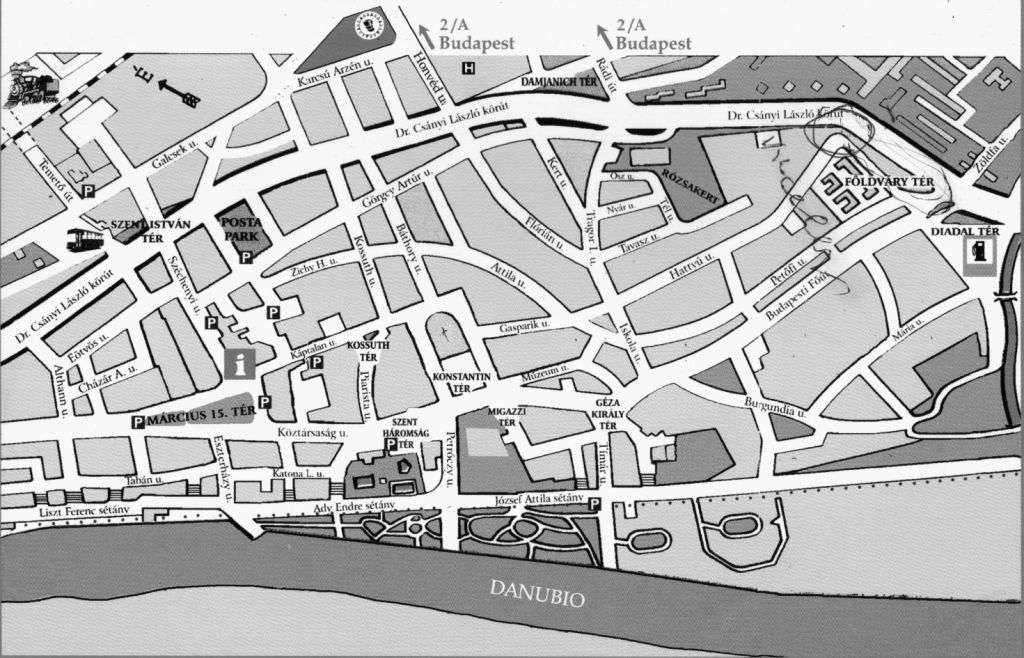 2/A
Budapest
2/A
Budapest
Karcsú Arzén u.
Honvéd u.
H
DAMJANICH TÉR
Rádi út
É
Dr. Csányi László körút
Dr. Csányi László körút
Galcsek u.
Temető út
P
Zöldfa u.
Kert u.
Ősz u.
RÓZSAKERT
Görgey Artúr u.
Nyár u.
Tél u.
FÖLDVÁRY TÉR
SZENT ISTVÁN
TÉR
POSTA
PARK
P
Flórián u.
Tragor I. u.
Tavasz u.
DIADAL TÉR
Kossuth u.
Báthory u.
Zichy H. u.
Attila u.
Hattyú u.
Petőfi u.
Budapesti Főút
Széchenyi u.
Dr. Csányi László körút
P
P
Gasparik u.
Iskola u.
Mária u.
Eötvös u.
Káptalan u.
P
KOSSUTH
TÉR
i
Althann u.
Cházár A. u.
KONSTANTIN
TÉR
Múzeum u.
Tharista u.
P
MÁRCIUS 15. TÉR
P
MIGAZZI
TÉR
GÉZA
KIRÁLY
TÉR
Burgundia u.
Köztársaság u.
SZENT
HÁROMSÁG
TÉR
P
Eszterházy u.
Petróczy u.
Tímár u.
Tabán u.
Katona L. u.
Liszt Ferenc sétány
Ady Endre sétány
József Attila sétány
P
DANUBIO